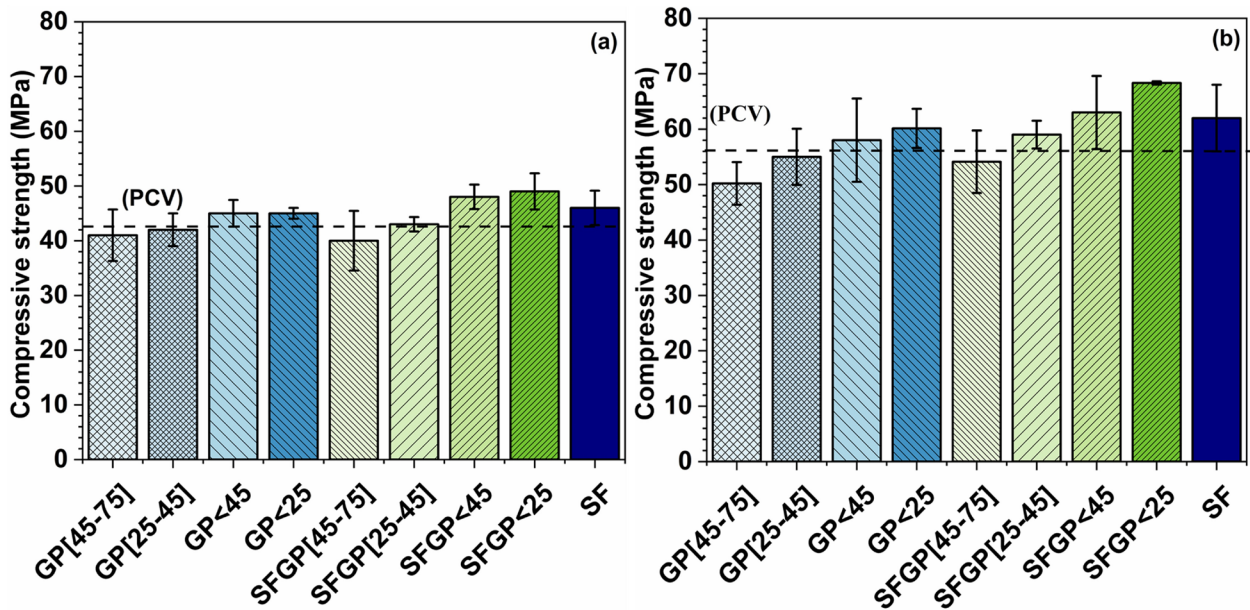 (a)
Compressive strength (MPa)
80
70
60
50
40
30
20
10
0
(PCV)
GP[45-75]
GP[25-45]
GP<45
GP<25
SFGP[45-75]
SFGP[25-45]
SFGP<45
SFGP<25
SF
(b)
Compressive strength (MPa)
80
70
60
50
40
30
20
10
0
(PCV)
GP[45-75]
GP[25-45]
GP<45
GP<25
SFGP[45-75]
SFGP[25-45]
SFGP<45
SFGP<25
SF